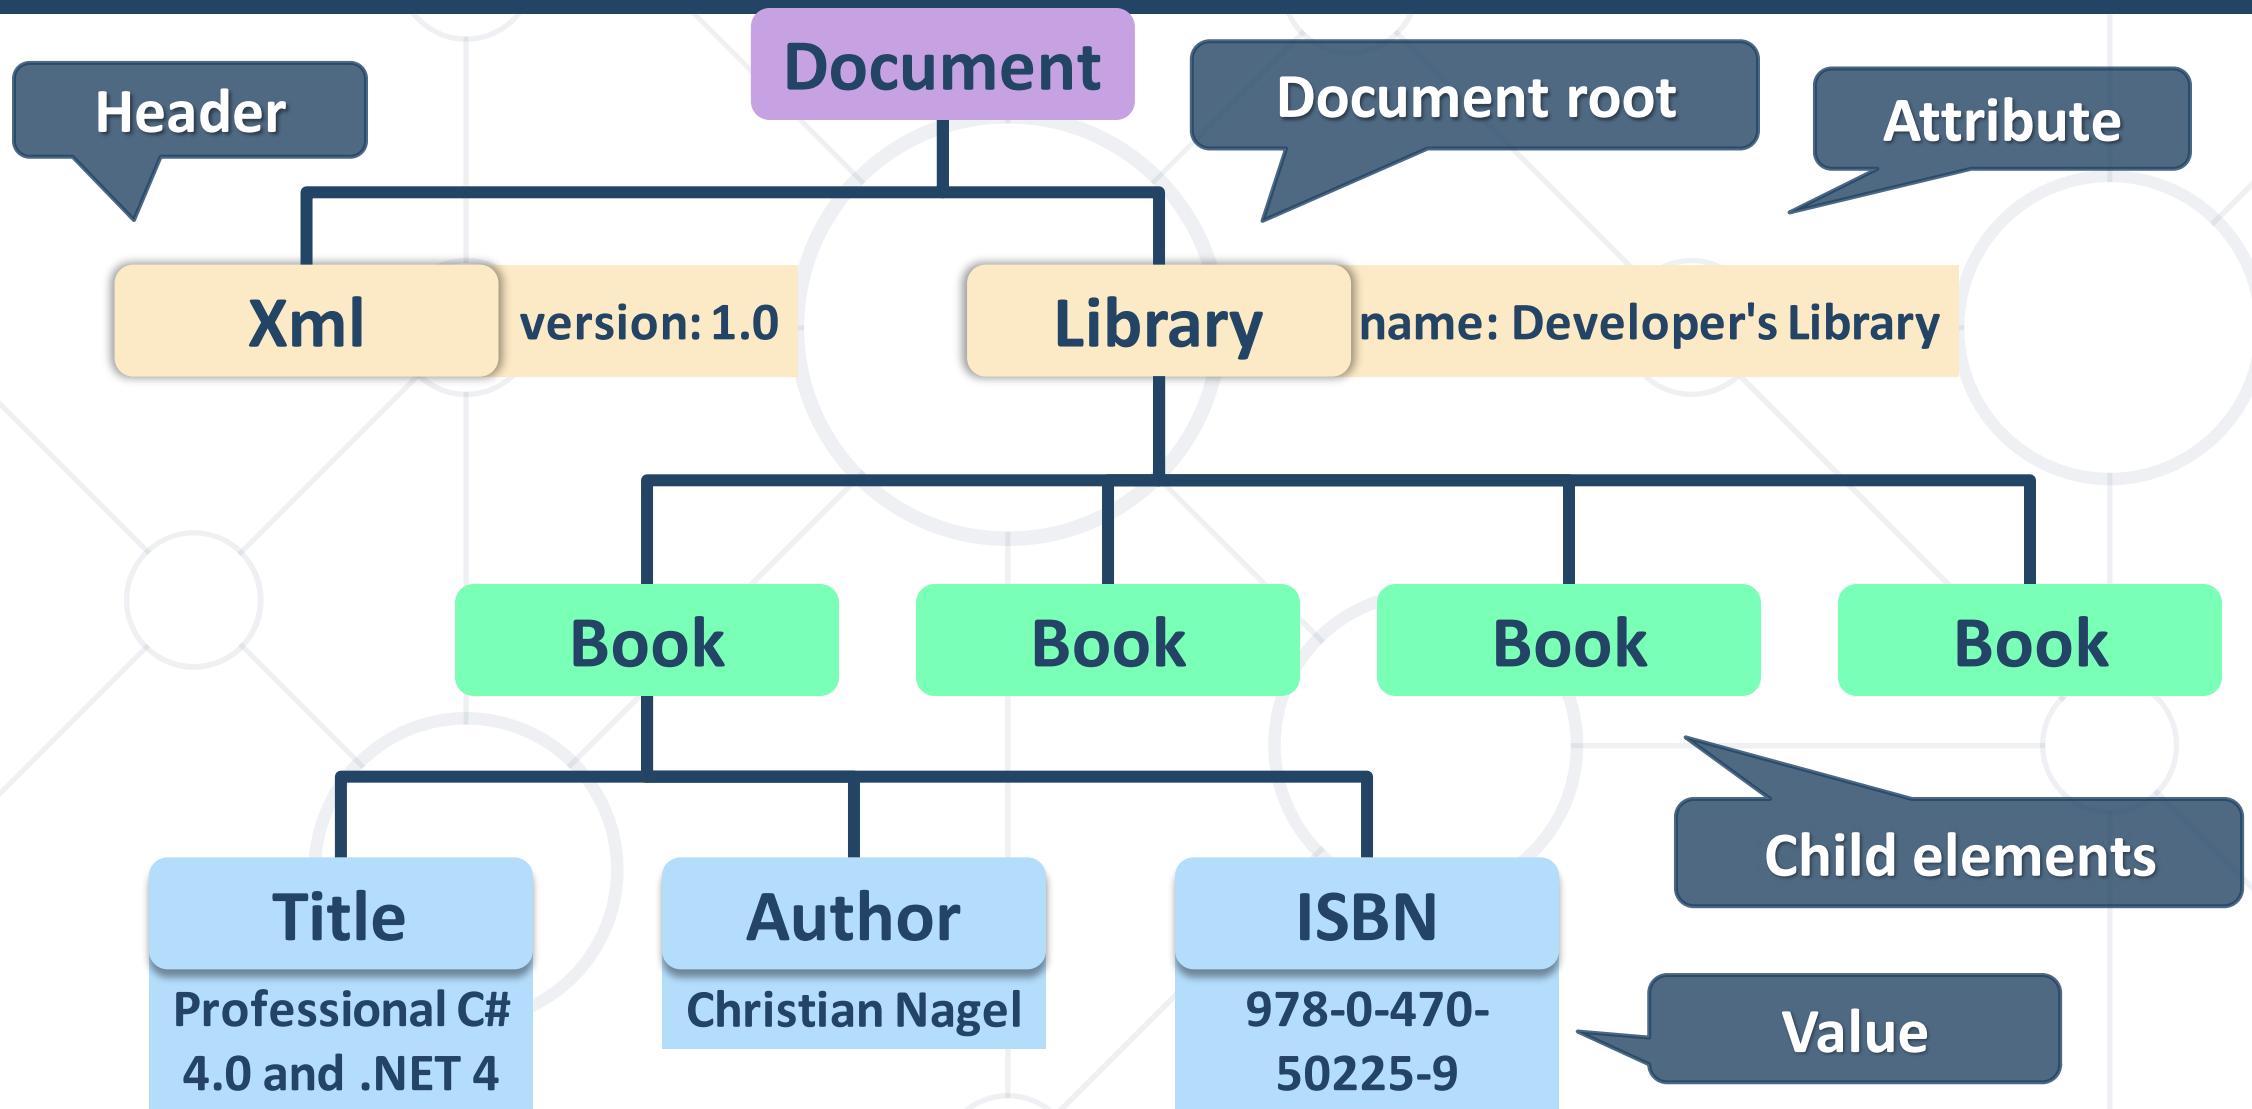 Document
Header
Document root
Attribute
Xml
version: 1.0
Library
name: Developer's Library
Book
Book
Book
Book
Child elements
Title
Author
ISBN
Professional C#
4.0 and .NET 4
Christian Nagel
978-0-470-
50225-9
Value